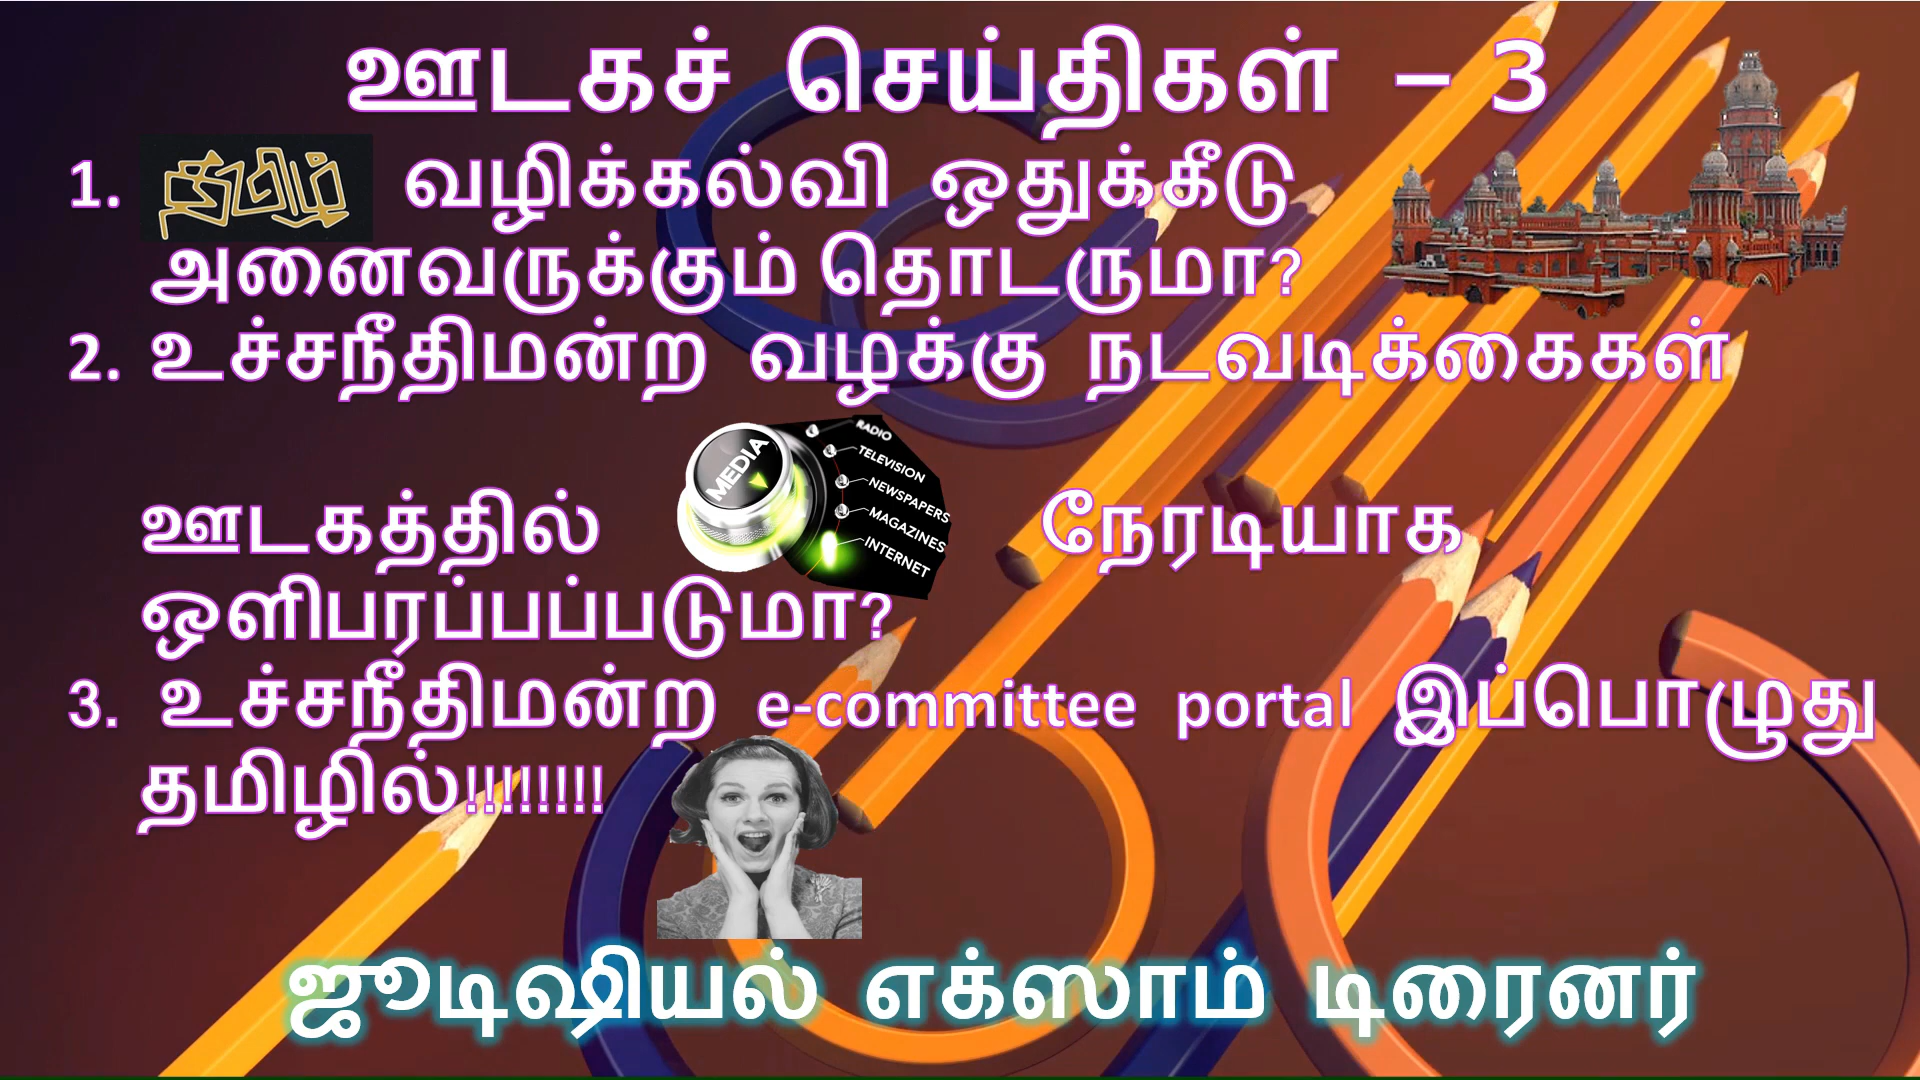 ஊடகச் செய்திகள் – 3
1. தமிழ் வழிக்கல்வி ஒதுக்கீடு
அனைவருக்கும் தொடருமா?
2. உச்சநீதிமன்ற வழக்கு நடவடிக்கைகள்
MEDIA
RADIO
TELEVISION
NEWSPAPERS
MAGAZINES
INTERNET
ஊடகத்தில் நேரடியாக
ஒளிபரப்பப்படுமா?
3. உச்சநீதிமன்ற e-committee portal இப்பொழுது
தமிழில்!!!!!!!!
ஜூடிஷியல் எக்ஸாம் டிரைனர்